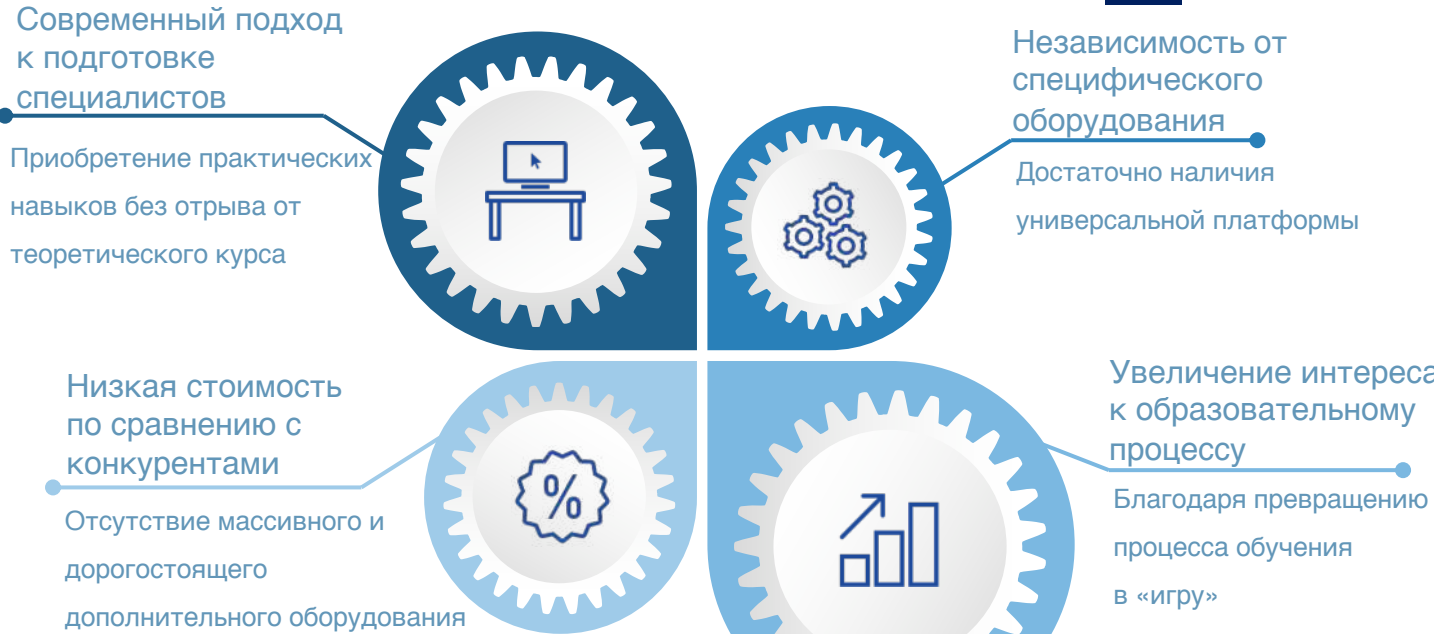 Современный подход
к подготовке
специалистов
Приобретение практических
навыков без отрыва от
теоретического курса
Независимость от
специфического
оборудования
Достаточно наличия
универсальной платформы
Низкая стоимость
по сравнению с
конкурентами
Отсутствие массивного и
дорогостоящего
дополнительного оборудования
%
Увеличение интереса
к образовательному
процессу
Благодаря превращению
процесса обучения
в «игру»